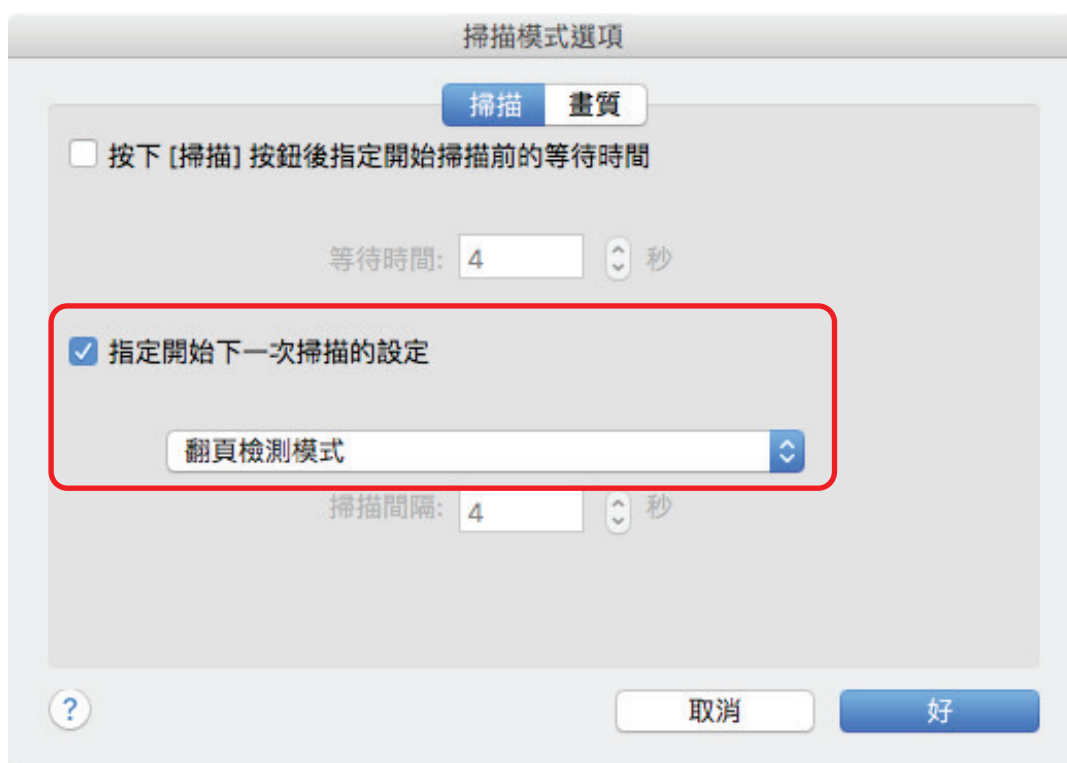 掃描模式選項
掃描 畫質
按下 [掃描] 按鈕後指定開始掃描前的等待時間
等待時間: 4 秒
指定開始下一次掃描的設定
翻頁檢測模式
掃描間隔: 4 秒
? 取消 好